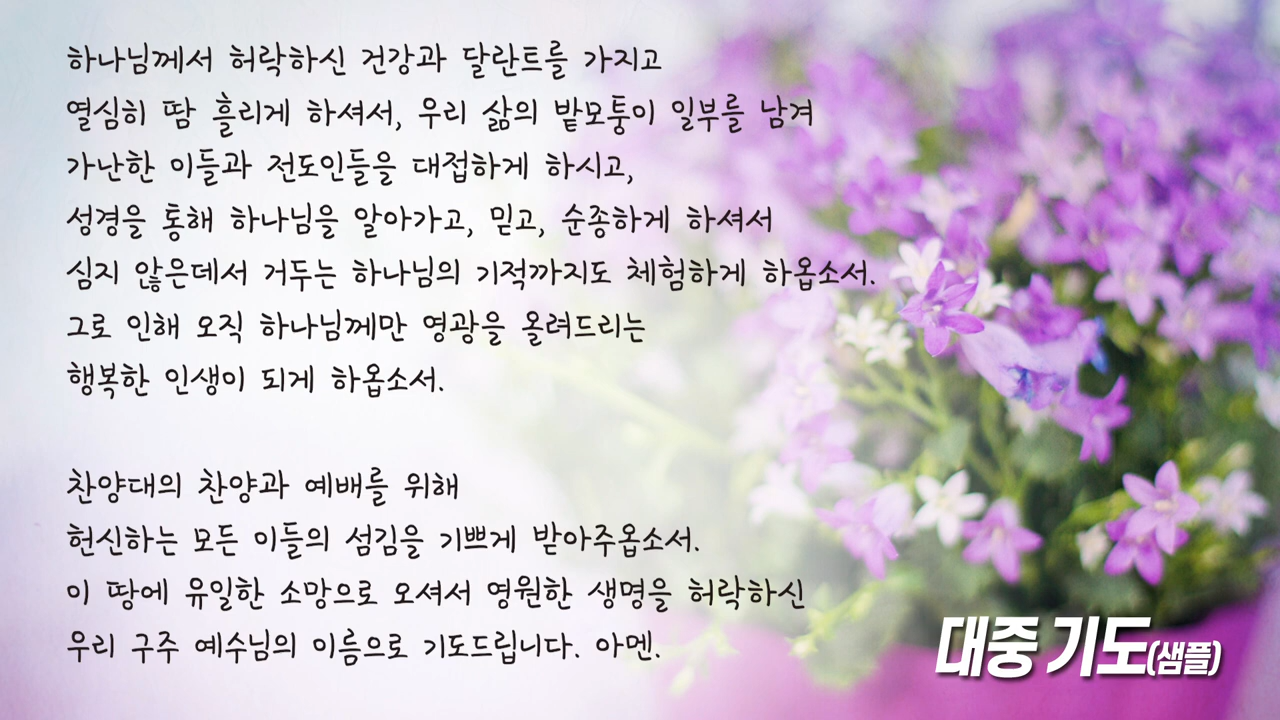 하나님께서 허락하신 건강과 달란트를 가지고
열심히 땀 흘리게 하셔서, 우리 삶의 밭모퉁이 일부를 남겨
가난한 이들과 전도인들을 대접하게 하시고,
성경을 통해 하나님을 알아가고, 믿고, 순종하게 하셔서
심지 않은데서 거두는 하나님의 기적까지도 체험하게 하옵소서.
그로 인해 오직 하나님께만 영광을 올려드리는
행복한 인생이 되게 하옵소서.
찬양대의 찬양과 예배를 위해
헌신하는 모든 이들의 섬김을 기쁘게 받아주옵소서.
이 땅에 유일한 소망으로 오셔서 영원한 생명을 허락하신
우리 구주 예수님의 이름으로 기도드립니다. 아멘.
대중 기도(샘플)